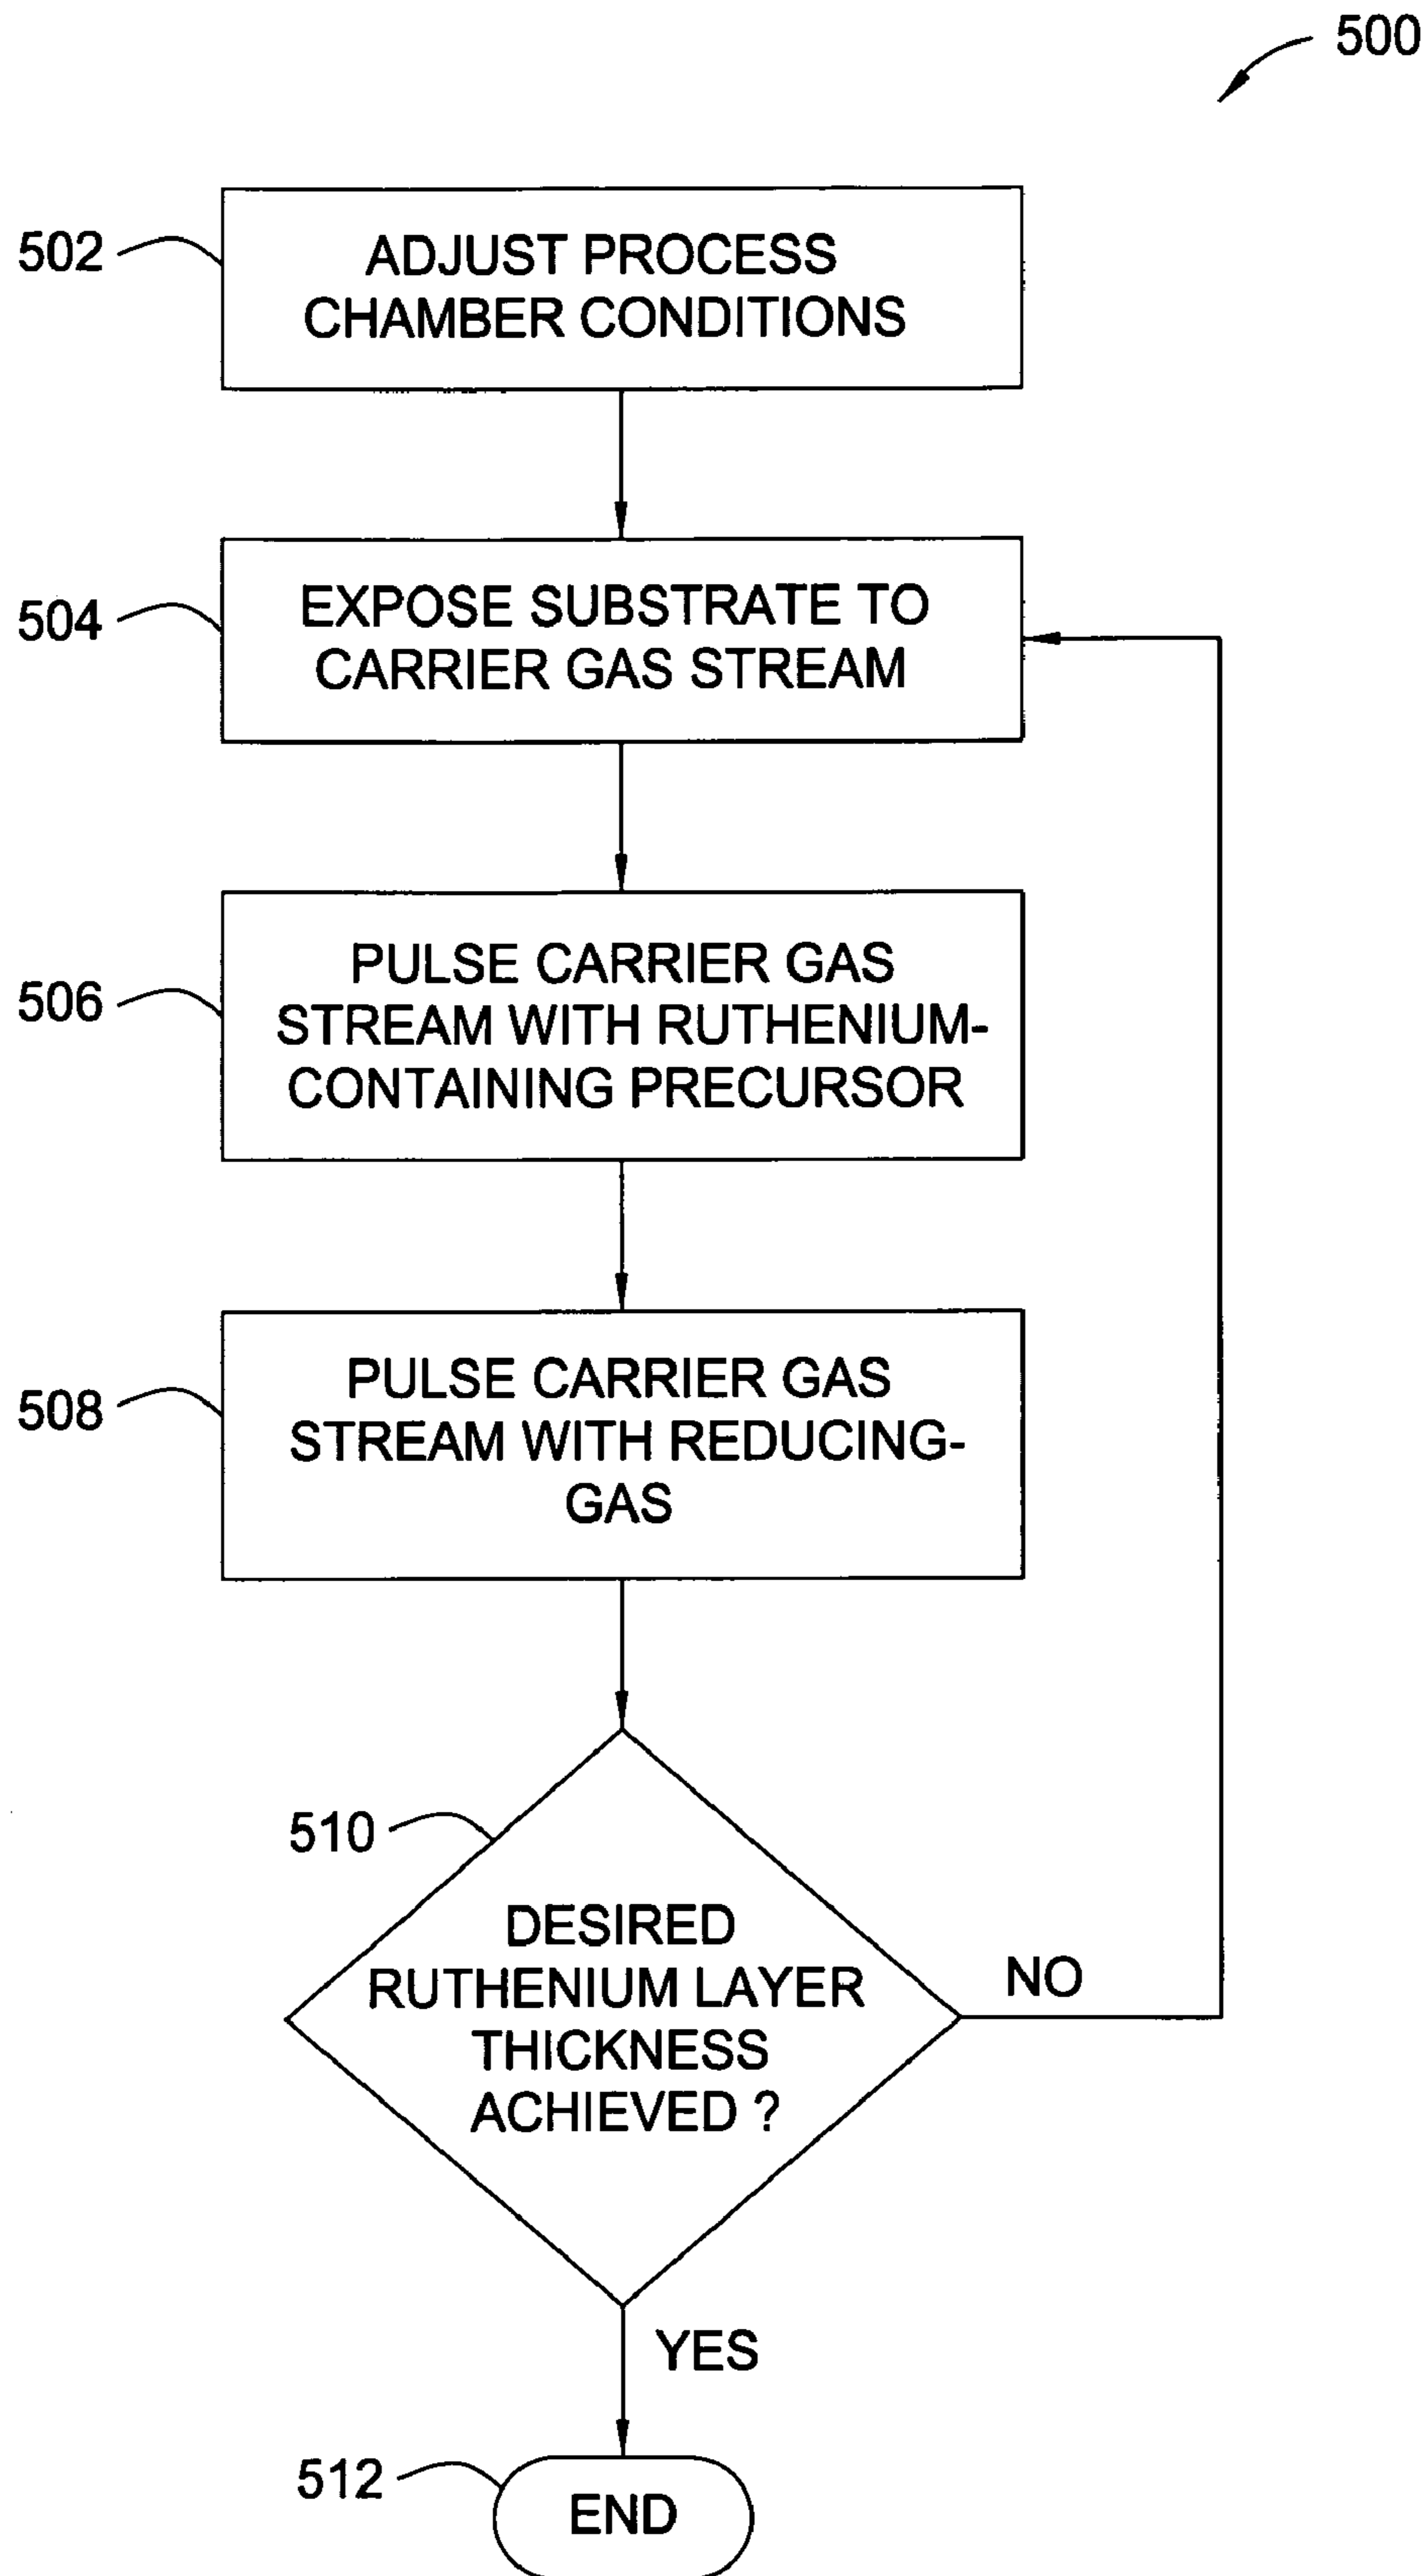 500
502
ADJUST PROCESS
CHAMBER CONDITIONS
504
EXPOSE SUBSTRATE TO
CARRIER GAS STREAM
506
PULSE CARRIER GAS
STREAM WITH RUTHENIUM-
CONTAINING PRECURSOR
508
PULSE CARRIER GAS
STREAM WITH REDUCING-
GAS
510
DESIRED
RUTHENIUM LAYER
THICKNESS
ACHIEVED ?
NO
YES
512
END